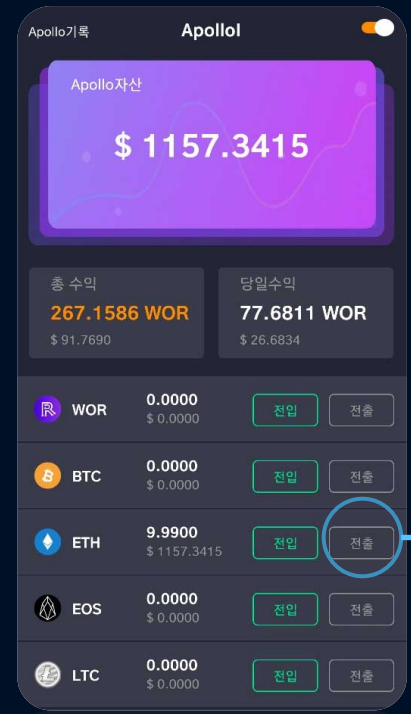 Apollo기록
Apollol
Apollo자산
$ 1157.3415
총 수익
267.1586 WOR
$ 91.7690
당일수익
77.6811 WOR
$ 26.6834
WOR
0.0000
$ 0.0000
전입
전출
BTC
0.0000
$ 0.0000
전입
전출
ETH
9.9900
$ 1157.3415
전입
전출
EOS
0.0000
$ 0.0000
전입
전출
LTC
0.0000
$ 0.0000
전입
전출